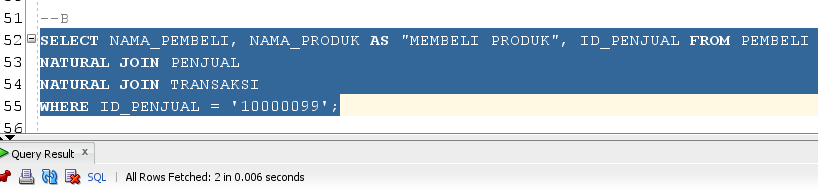 51 --B
52 SELECT NAMA_PEMBELI, NAMA_PRODUK AS "MEMBELI PRODUK", ID_PENJUAL FROM PEMBELI
53 NATURAL JOIN PENJUAL
54 NATURAL JOIN TRANSAKSI
55 WHERE ID_PENJUAL = '10000099';
56
Query Result x
SQL | All Rows Fetched: 2 in 0.006 seconds